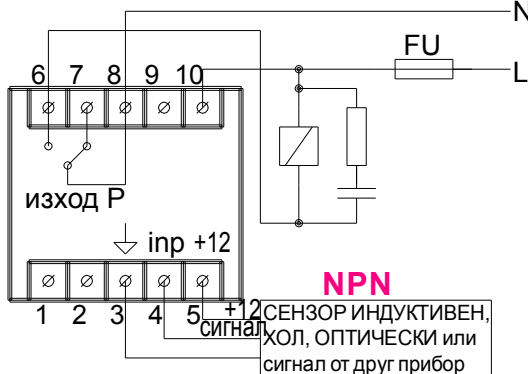 N
FU
L
6 7 8 9 10
изход P
inp +12
NPN
1 2 3 4 5
+12
сигнал
СЕНЗОР ИНДУКТИВЕН,
ХОЛ, ОПТИЧЕСКИ или
сигнал от друг прибор